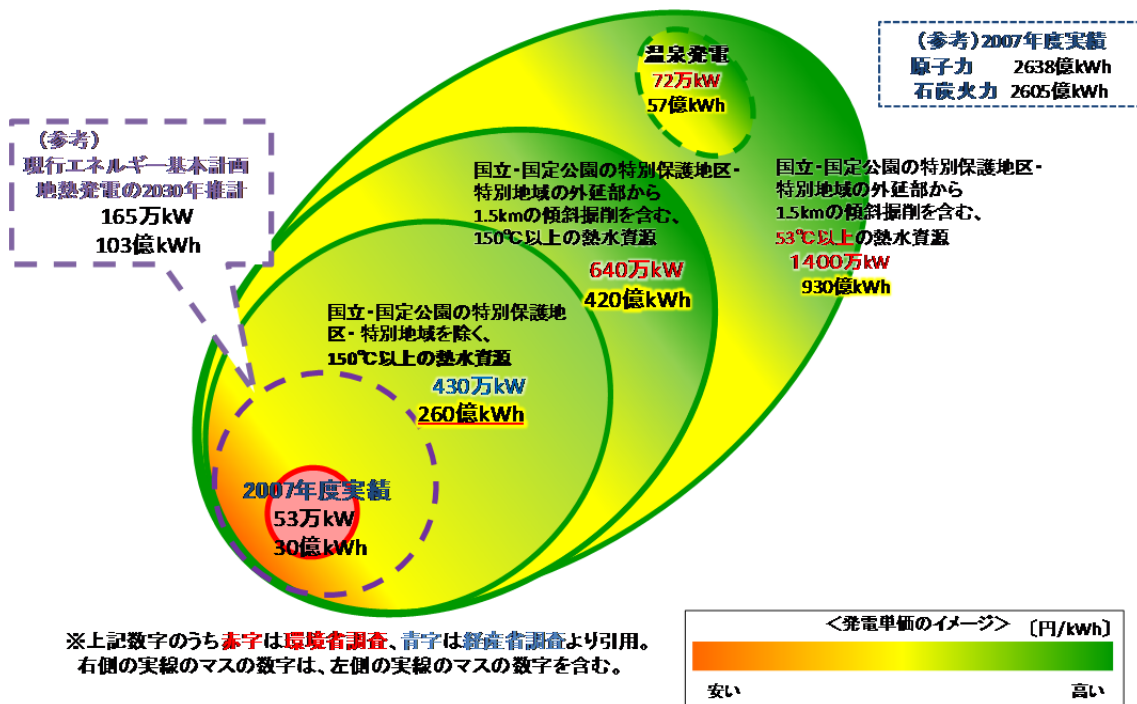 (参考)2007年度実績
原子力 2638億kWh
石炭火力 2605億kWh
温泉発電
72万kW
57億kWh
(参考)
現行エネルギー基本計画
地熱発電の2030年推計
165万kW
103億kWh
国立・国定公園の特別保護地区・
特別地域の外延部から
1.5kmの傾斜掘削を含む、
150℃以上の熱水資源
640万kW
420億kWh
国立・国定公園の特別保護地区・
特別地域の外延部から
1.5kmの傾斜掘削を含む、
53℃以上の熱水資源
1400万kW
930億kWh
国立・国定公園の特別保護地
区・特別地域を除く、
150℃以上の熱水資源
430万kW
260億kWh
2007年度実績
53万kW
30億kWh
※上記数字のうち赤字は環境省調査、青字は経産省調査より引用。
右側の実線のマスの数字は、左側の実線のマスの数字を含む。
<発電単価のイメージ> [円/kWh]
安い 高い